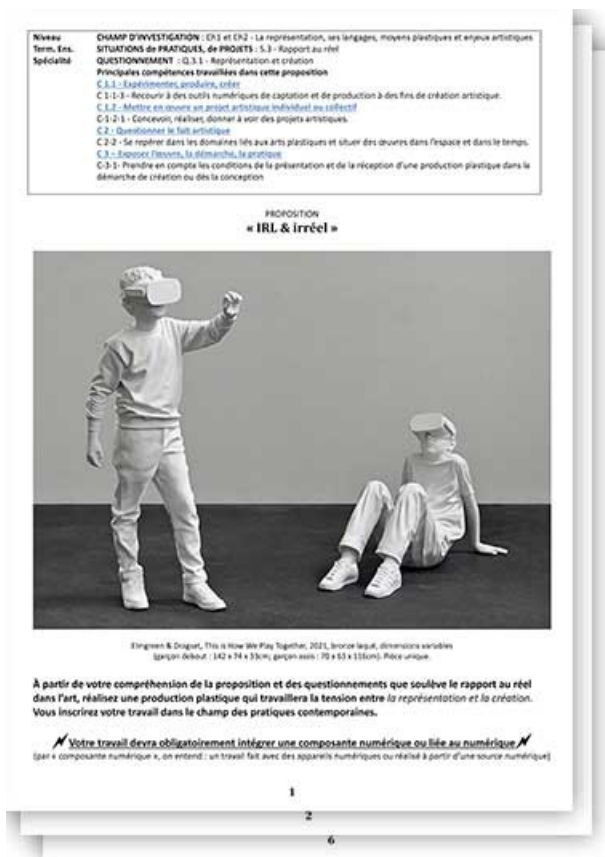 Niveau CHAMP D'INVESTIGATION : Ch1 et Ch2 - La représentation, ses langages, moyens plastiques et enjeux artistiques
Term. Ens. SITUATIONS de PRATIQUES, de PROJETS : 5.3 - Rapport au réel
Spécialité QUESTIONNEMENT : Q.3.1 - Représentation et création
Principales compétences travaillées dans cette proposition
C 1.1 - Expérimenter, produire, créer
C 1-1-3 - Recourir à des outils numériques de captation et de production à des fins de création artistique.
C 1.2 - Mettre en œuvre un projet artistique individuel ou collectif
C-1-2-1 - Concevoir, réaliser, donner à voir des projets artistiques.
C 2 - Questionner le fait artistique
C 2-2 - Se repérer dans les domaines liés aux arts plastiques et situer des œuvres dans l'espace et dans le temps.
C 3 – Exposer l'œuvre, la démarche, la pratique
C-3-1- Prendre en compte les conditions de la présentation et de la réception d'une production plastique dans la
démarche de création ou dès la conception
PROPOSITION
« IRL & irréel »
Elmgreen & Dragset, This is How We Play Together, 2021, bronze laqué, dimensions variables
(garçon debout : 142 x 74 x 33cm; garçon assis : 70 x 63 x 116cm). Pièce unique.
À partir de votre compréhension de la proposition et des questionnements que soulève le rapport au réel
dans l'art, réalisez une production plastique qui travaillera la tension entre la représentation et la création.
Vous inscrirez votre travail dans le champ des pratiques contemporaines.
Votre travail devra obligatoirement intégrer une composante numérique ou liée au numérique
(par « composante numérique », on entend : un travail fait avec des appareils numériques ou réalisé à partir d'une source numérique)
1
2
6